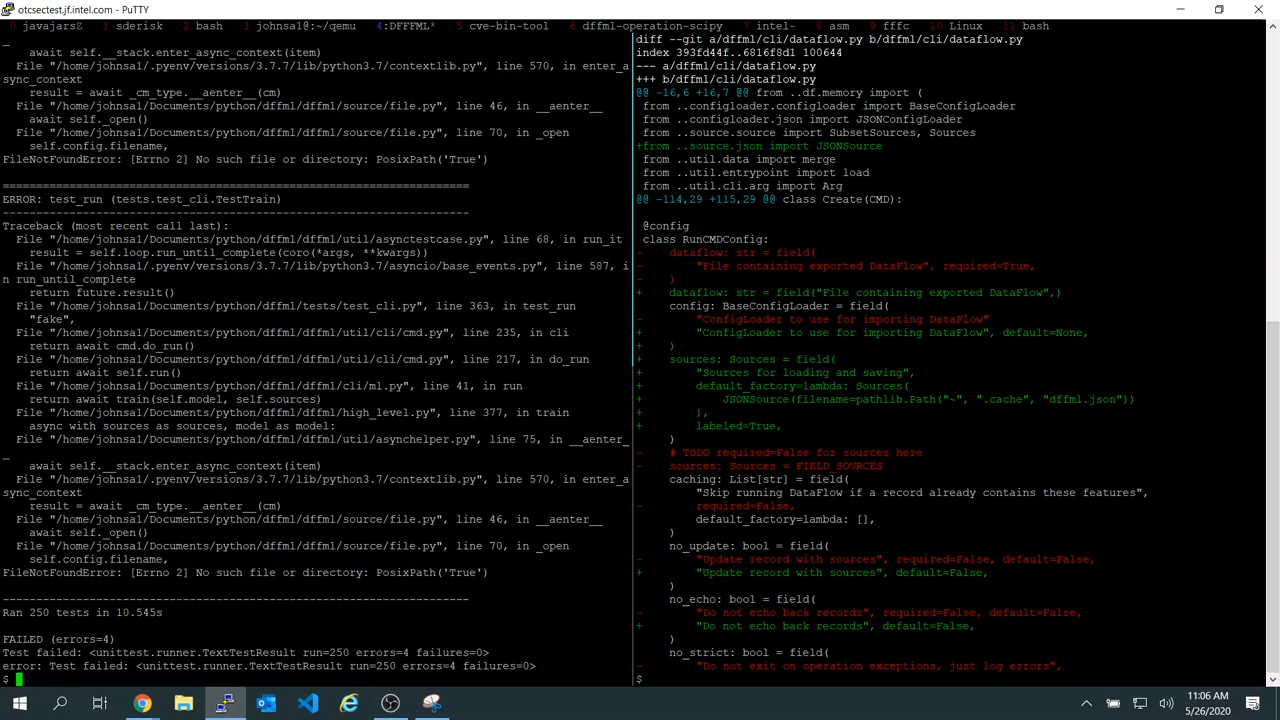 otcsectest.jf.intel.com - PuTTY
0 javajarsZ 1 sderisk 2 bash 3 johnsa1@:~/qemu 4:DFFFML* 5 cve-bin-tool 6 dffml-operation-scipy 7 intel- 8 asm 9 fffc 10 Linux 11 bash
_
    await self.__stack.enter_async_context(item)
  File "/home/johnsa1/.pyenv/versions/3.7.7/lib/python3.7/contextlib.py", line 570, in enter_a
sync_context
    result = await _cm_type.__aenter__(cm)
  File "/home/johnsa1/Documents/python/dffml/dffml/source/file.py", line 46, in __aenter__
    await self._open()
  File "/home/johnsa1/Documents/python/dffml/dffml/source/file.py", line 70, in _open
    self.config.filename,
FileNotFoundError: [Errno 2] No such file or directory: PosixPath('True')
======================================================================
ERROR: test_run (tests.test_cli.TestTrain)
----------------------------------------------------------------------
Traceback (most recent call last):
  File "/home/johnsa1/Documents/python/dffml/dffml/util/asynctestcase.py", line 68, in run_it
    result = self.loop.run_until_complete(coro(*args, **kwargs))
  File "/home/johnsa1/.pyenv/versions/3.7.7/lib/python3.7/asyncio/base_events.py", line 587, i
n run_until_complete
    return future.result()
  File "/home/johnsa1/Documents/python/dffml/tests/test_cli.py", line 363, in test_run
    "fake",
  File "/home/johnsa1/Documents/python/dffml/dffml/util/cli/cmd.py", line 235, in cli
    return await cmd.do_run()
  File "/home/johnsa1/Documents/python/dffml/dffml/util/cli/cmd.py", line 217, in do_run
    return await self.run()
  File "/home/johnsa1/Documents/python/dffml/dffml/cli/ml.py", line 41, in run
    return await train(self.model, self.sources)
  File "/home/johnsa1/Documents/python/dffml/dffml/high_level.py", line 377, in train
    async with sources as sources, model as model:
  File "/home/johnsa1/Documents/python/dffml/dffml/util/asynchelper.py", line 75, in __aenter_
_
    await self.__stack.enter_async_context(item)
  File "/home/johnsa1/.pyenv/versions/3.7.7/lib/python3.7/contextlib.py", line 570, in enter_a
sync_context
    result = await _cm_type.__aenter__(cm)
  File "/home/johnsa1/Documents/python/dffml/dffml/source/file.py", line 46, in __aenter__
    await self._open()
  File "/home/johnsa1/Documents/python/dffml/dffml/source/file.py", line 70, in _open
    self.config.filename,
FileNotFoundError: [Errno 2] No such file or directory: PosixPath('True')
----------------------------------------------------------------------
Ran 250 tests in 10.545s
FAILED (errors=4)
Test failed: <unittest.runner.TextTestResult run=250 errors=4 failures=0>
error: Test failed: <unittest.runner.TextTestResult run=250 errors=4 failures=0>
$
diff --git a/dffml/cli/dataflow.py b/dffml/cli/dataflow.py
index 393fd44f..6816f8d1 100644
--- a/dffml/cli/dataflow.py
+++ b/dffml/cli/dataflow.py
@@ -16,6 +16,7 @@ from ..df.memory import (
 from ..configloader.configloader import BaseConfigLoader
 from ..configloader.json import JSONConfigLoader
 from ..source.source import SubsetSources, Sources
+from ..source.json import JSONSource
 from ..util.data import merge
 from ..util.entrypoint import load
 from ..util.cli.arg import Arg
@@ -114,29 +115,29 @@ class Create(CMD):
 @config
 class RunCMDConfig:
-    dataflow: str = field(
-        "File containing exported DataFlow", required=True,
-    )
+    dataflow: str = field("File containing exported DataFlow",)
     config: BaseConfigLoader = field(
-        "ConfigLoader to use for importing DataFlow"
+        "ConfigLoader to use for importing DataFlow", default=None,
+    )
+    sources: Sources = field(
+        "Sources for loading and saving",
+        default_factory=lambda: Sources(
+            JSONSource(filename=pathlib.Path("~", ".cache", "dffml.json"))
+        ),
+        labeled=True,
     )
-    # TODO required=False for sources here
-    sources: Sources = FIELD_SOURCES
     caching: List[str] = field(
         "Skip running DataFlow if a record already contains these features",
-        required=False,
         default_factory=lambda: [],
     )
     no_update: bool = field(
-        "Update record with sources", required=False, default=False,
+        "Update record with sources", default=False,
     )
     no_echo: bool = field(
-        "Do not echo back records", required=False, default=False,
+        "Do not echo back records", default=False,
     )
     no_strict: bool = field(
-        "Do not exit on operation exceptions, just log errors",
$
11:06 AM
5/26/2020